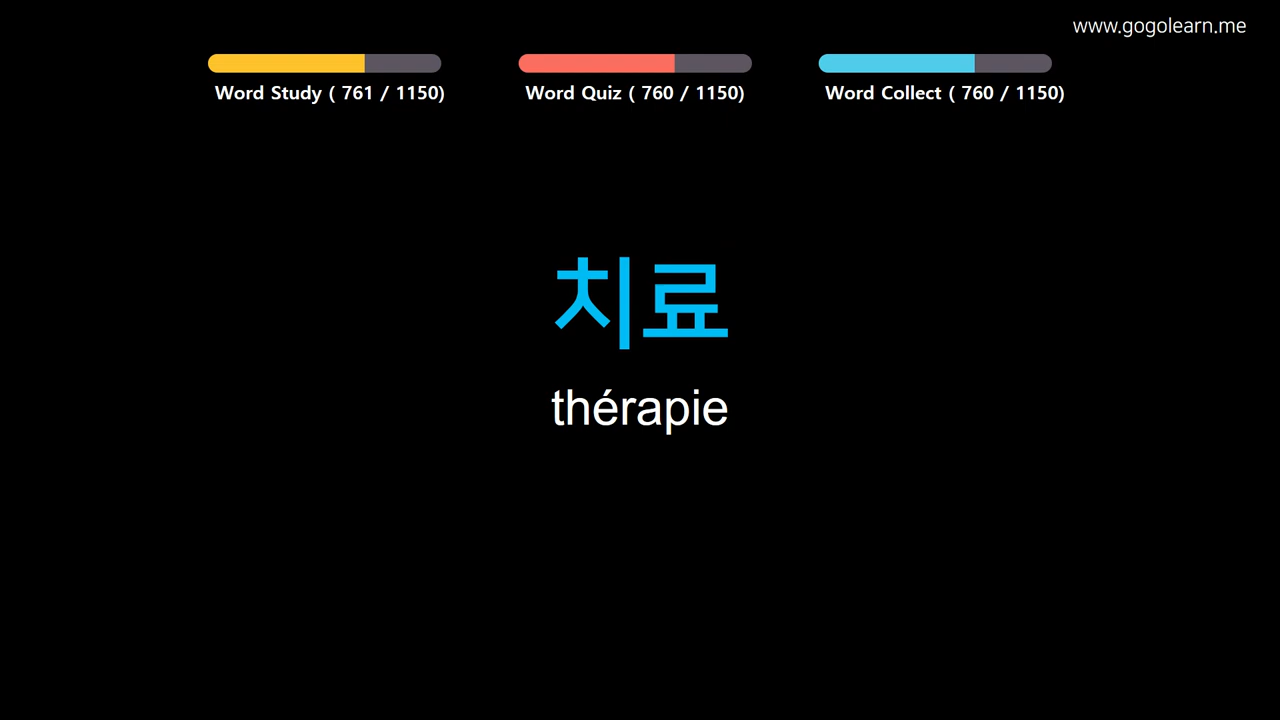 www.gogolearn.me
Word Study ( 761 / 1150)
Word Quiz ( 760 / 1150)
Word Collect ( 760 / 1150)
치료
thérapie